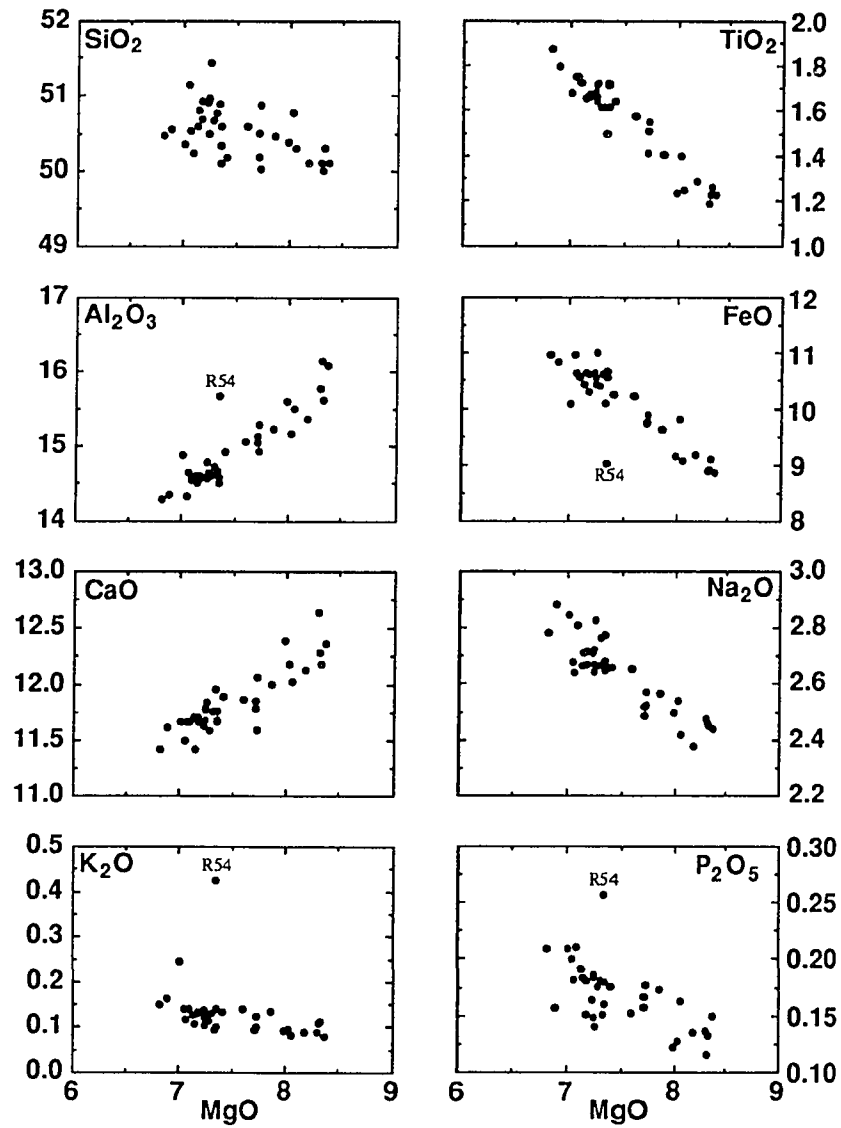 52
51
50
49
SiO₂
2.0
1.8
1.6
1.4
1.2
1.0
TiO₂
17
16
15
14
Al₂O₃
R54
12
11
10
9
8
FeO
R54
13.0
12.5
12.0
11.5
11.0
CaO
3.0
2.8
2.6
2.4
2.2
Na₂O
0.5
0.4
0.3
0.2
0.1
0.0
K₂O
R54
6 7 8 9
MgO
0.30
0.25
0.20
0.15
0.10
P₂O₅
R54
6 7 8 9
MgO